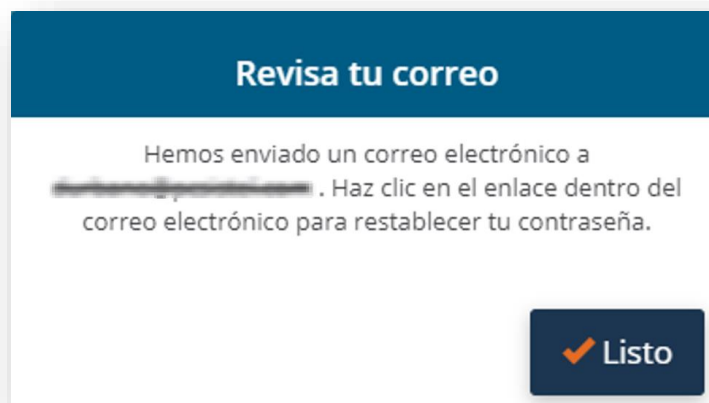 Revisa tu correo
Hemos enviado un correo electrónico a
. Haz clic en el enlace dentro del
correo electrónico para restablecer tu contraseña.
Listo